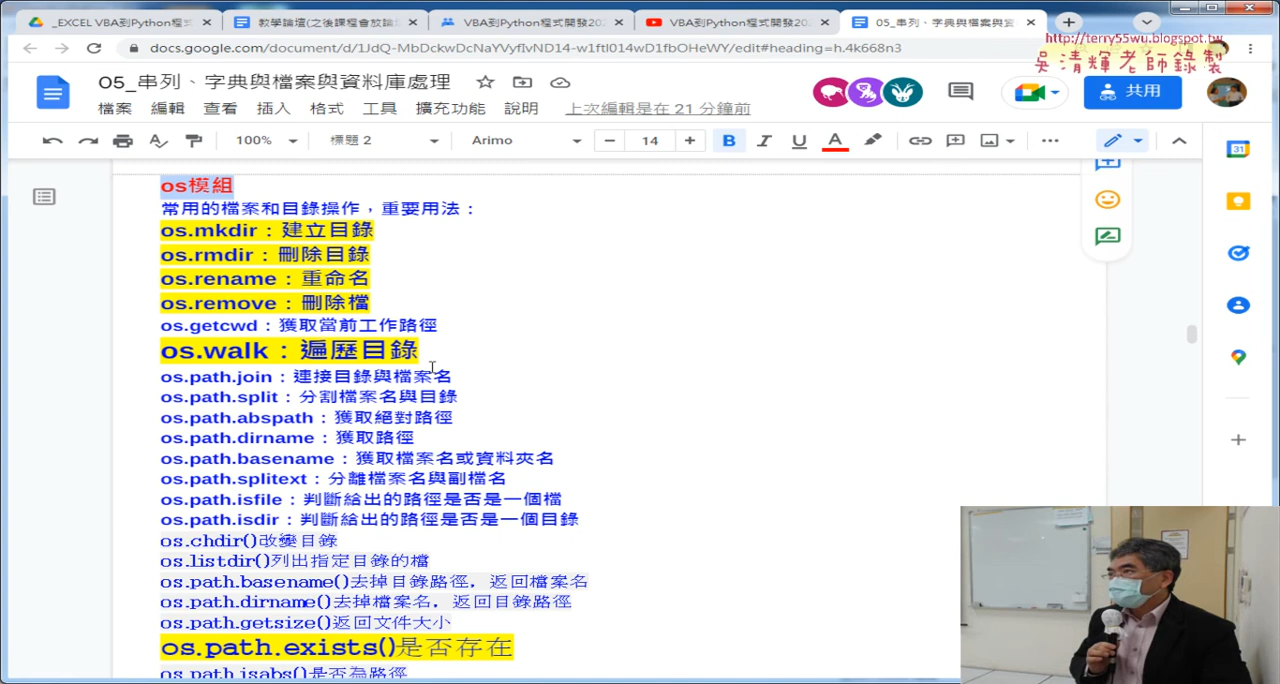 _EXCEL VBA到Python程式
教學論壇(之後課程會放論
VBA到Python程式開發202
VBA到Python程式開發202
05_串列、字典與檔案與資
docs.google.com/document/d/1JdQ-MbDckwDcNaYVyfIvND14-w1ftI014wD1fbOHeWY/edit#heading=h.4k668n3
http://terry55wu.blogspot.tw
吳清輝老師錄製
05_串列、字典與檔案與資料庫處理
共用
檔案 編輯 查看 插入 格式 工具 擴充功能 說明 上次編輯是在 21 分鐘前
100% 標題 2 Arimo 14 B I U A
31
os模組
常用的檔案和目錄操作，重要用法：
os.mkdir：建立目錄
os.rmdir：刪除目錄
os.rename：重命名
os.remove：刪除檔
os.getcwd：獲取當前工作路徑
os.walk：遍歷目錄
os.path.join：連接目錄與檔案名
os.path.split：分割檔案名與目錄
os.path.abspath：獲取絕對路徑
os.path.dirname：獲取路徑
os.path.basename：獲取檔案名或資料夾名
os.path.splitext：分離檔案名與副檔名
os.path.isfile：判斷給出的路徑是否是一個檔
os.path.isdir：判斷給出的路徑是否是一個目錄
os.chdir()改變目錄
os.listdir()列出指定目錄的檔
os.path.basename()去掉目錄路徑，返回檔案名
os.path.dirname()去掉檔案名，返回目錄路徑
os.path.getsize()返回文件大小
os.path.exists()是否存在
os.path.isabs()是否為路徑